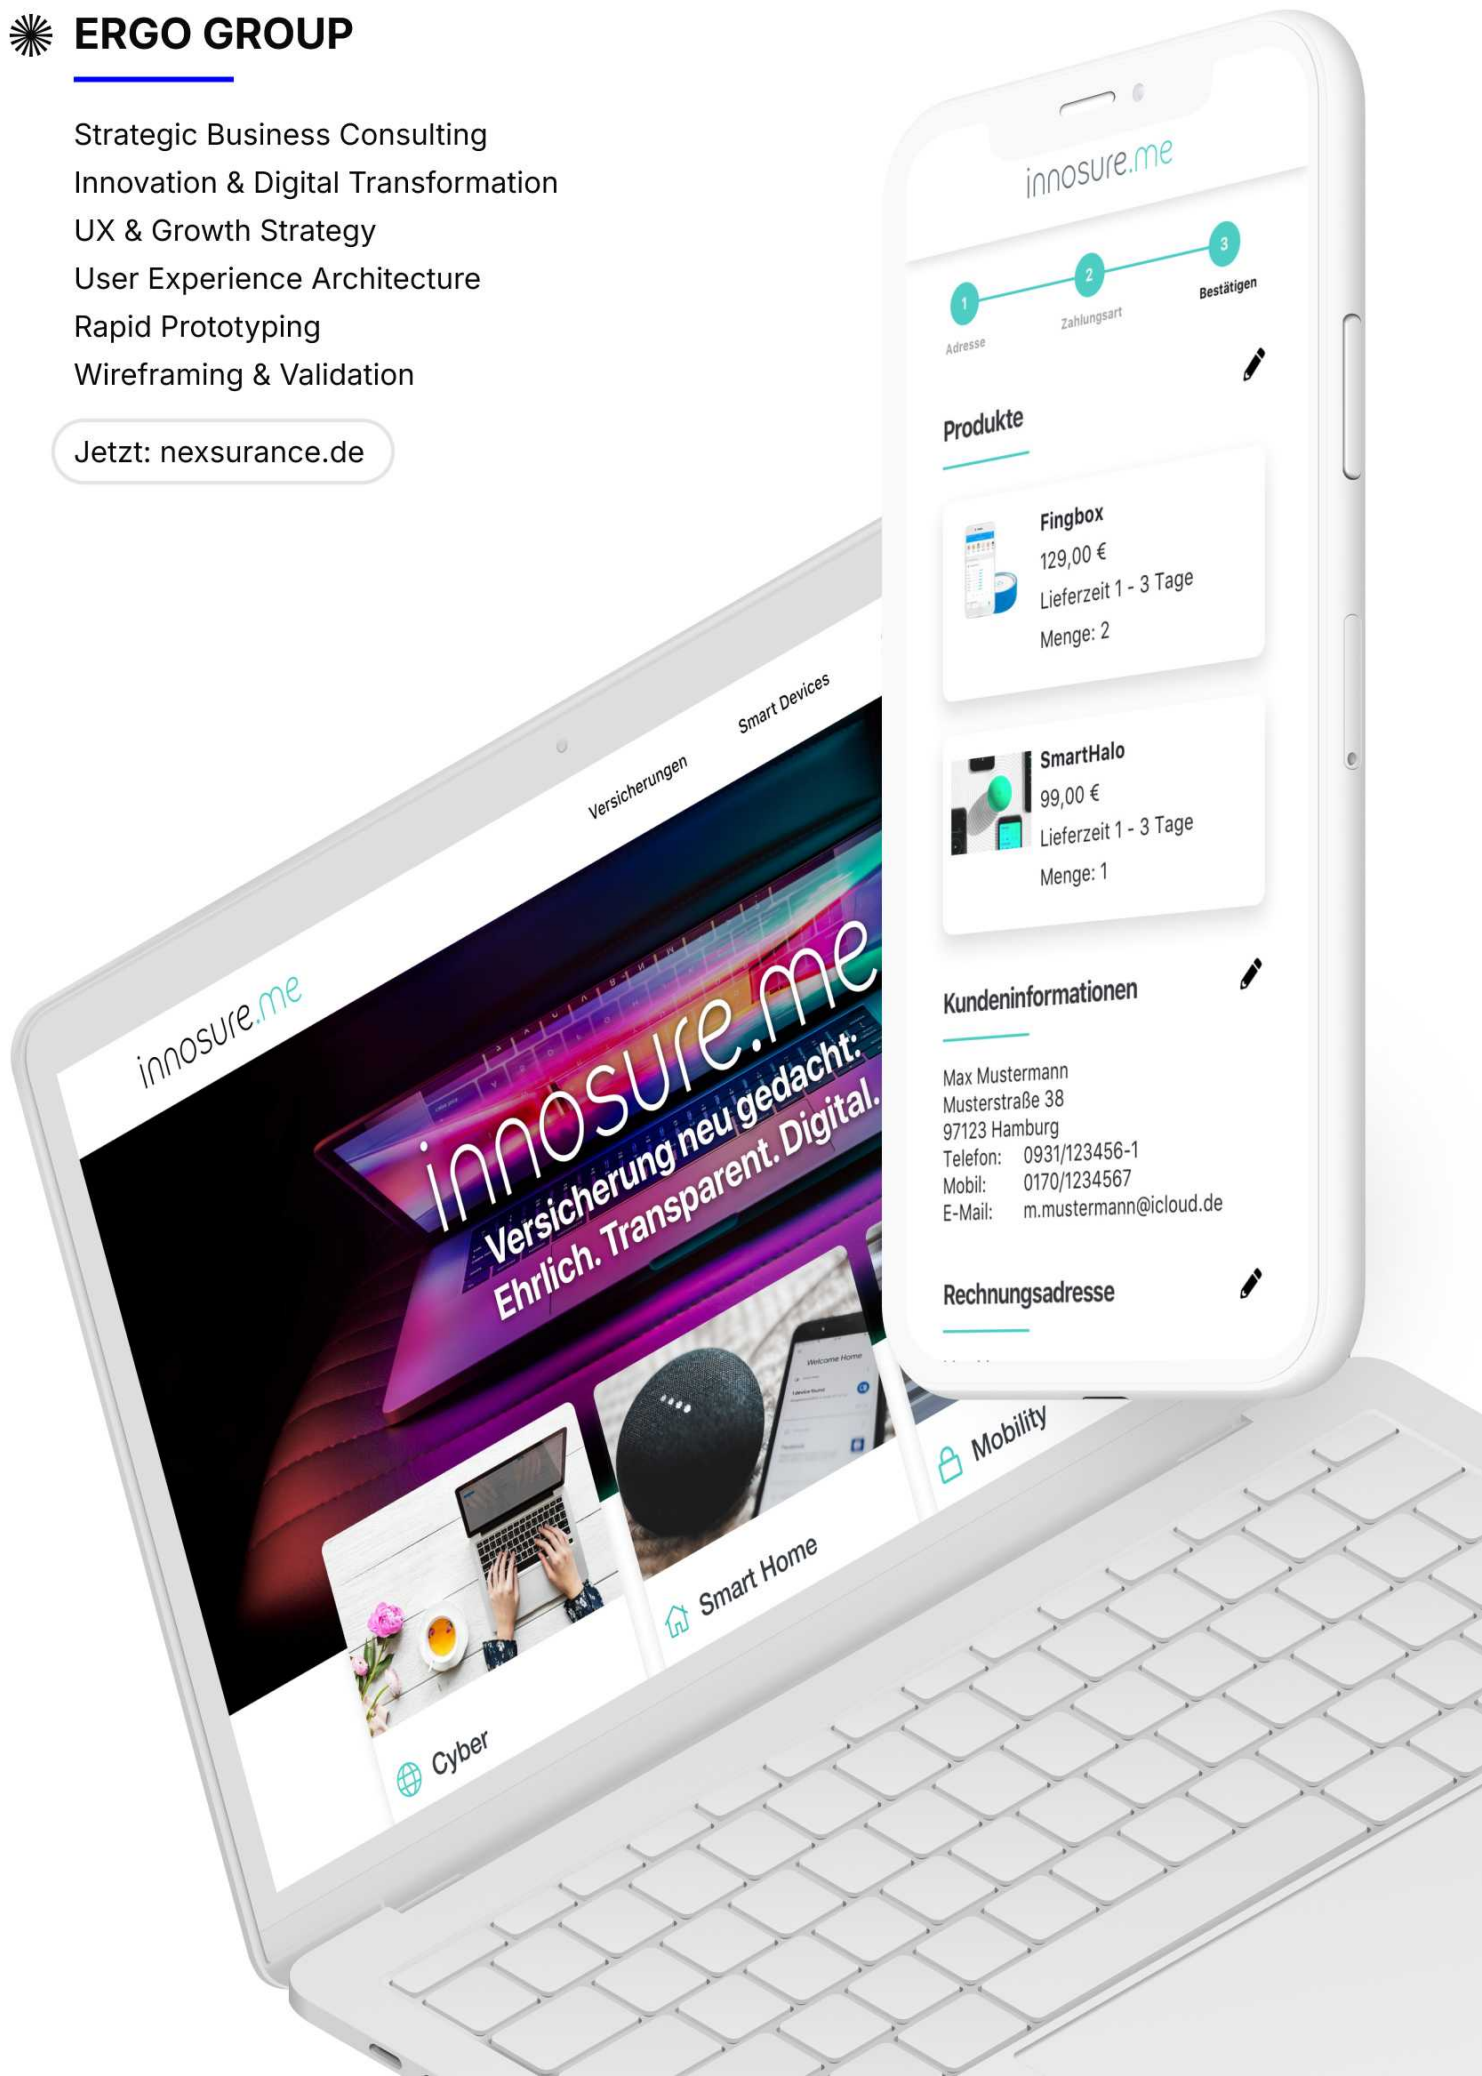 ERGO GROUP
Strategic Business Consulting
Innovation & Digital Transformation
UX & Growth Strategy
User Experience Architecture
Rapid Prototyping
Wireframing & Validation
Jetzt: nexsurance.de
innosure.me
1
2
3
Adresse
Zahlungsart
Bestätigen
Produkte
Fingbox
129,00 €
Lieferzeit 1 - 3 Tage
Menge: 2
SmartHalo
99,00 €
Lieferzeit 1 - 3 Tage
Menge: 1
Kundeninformationen
Max Mustermann
Musterstraße 38
97123 Hamburg
Telefon: 0931/123456-1
Mobil: 0170/1234567
E-Mail: m.mustermann@icloud.de
Rechnungsadresse
innosure.me
Versicherungen
Smart Devices
innosure.me
Versicherung neu gedacht:
Ehrlich. Transparent. Digital.
Welcome Home
Cyber
Smart Home
Mobility